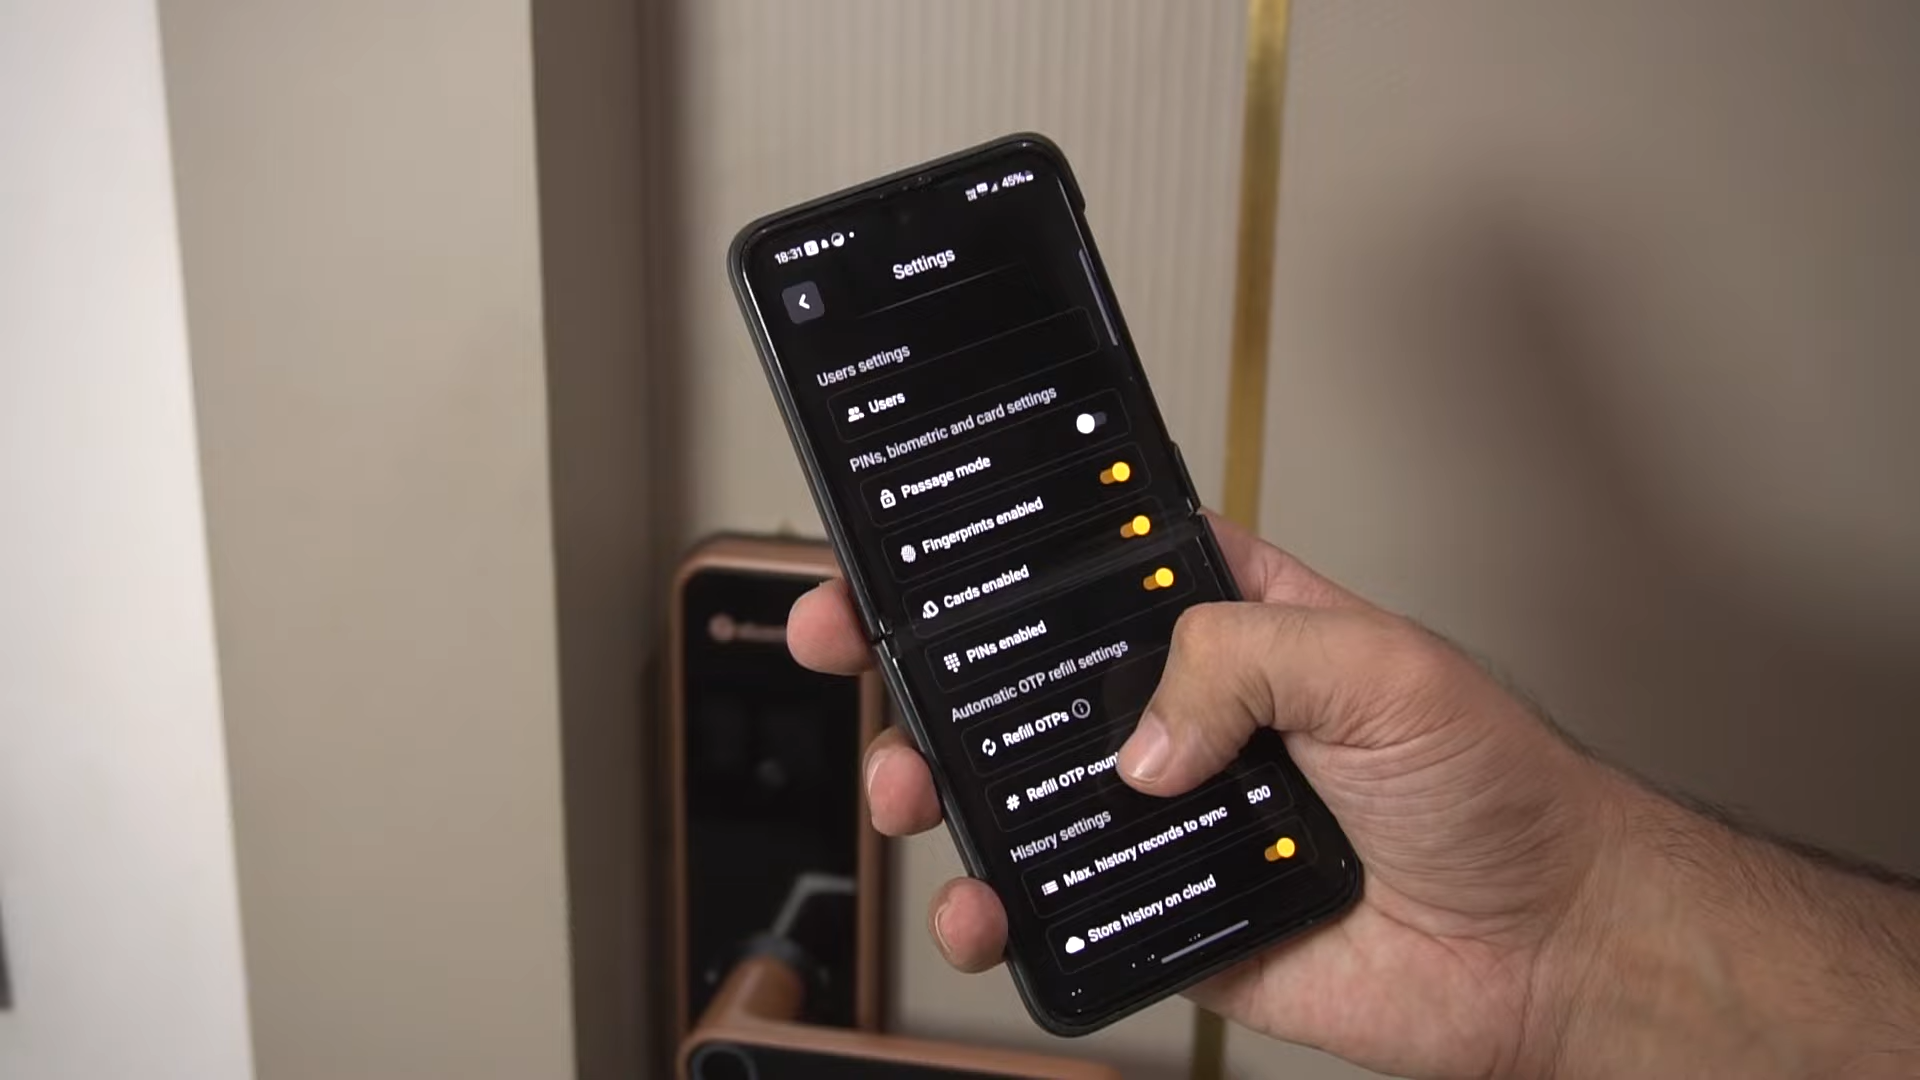 18:31
45%
Settings
Users settings
Users
PINs, biometric and card settings
Passage mode
Fingerprints enabled
Cards enabled
PINs enabled
Automatic OTP refill settings
Refill OTPs
Refill OTP
History settings
Max. history records to sync 500
Store history on cloud